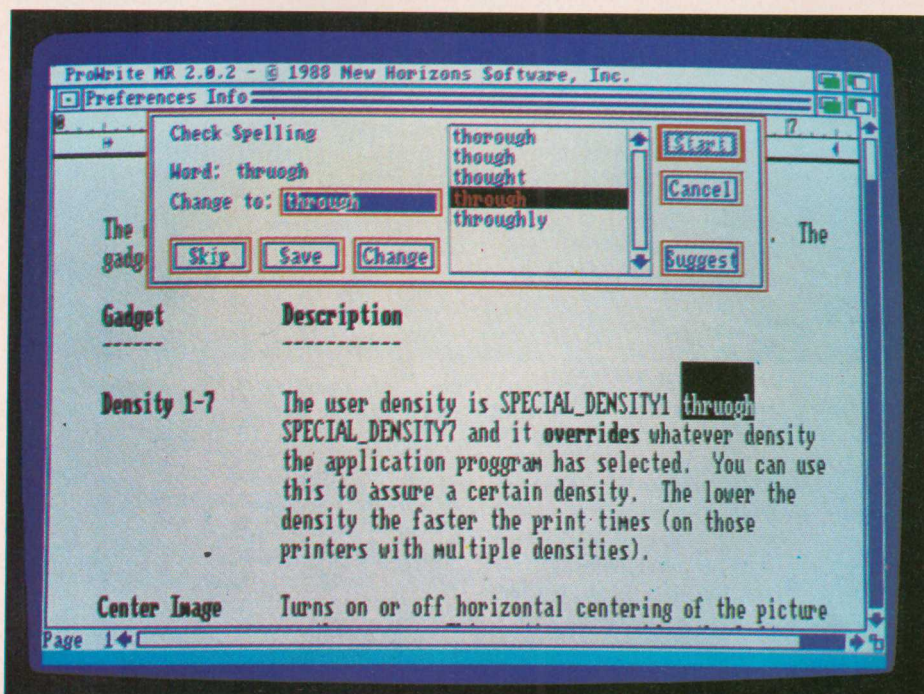 ProWrite MR 2.0.2 - © 1988 New Horizons Software, Inc.
Preferences Info
Check Spelling
Word: thruogh
Change to: through
Skip Save Change
thorough
though
thought
through
throughly
Start
Cancel
Suggest
7
The . The
gadg
Gadget Description
------ -----------
Density 1-7 The user density is SPECIAL_DENSITY1 thruogh
SPECIAL_DENSITY7 and it overrides whatever density
the application proggram has selected. You can use
this to assure a certain density. The lower the
density the faster the print times (on those
printers with multiple densities).
Center Image Turns on or off horizontal centering of the picture
Page 1